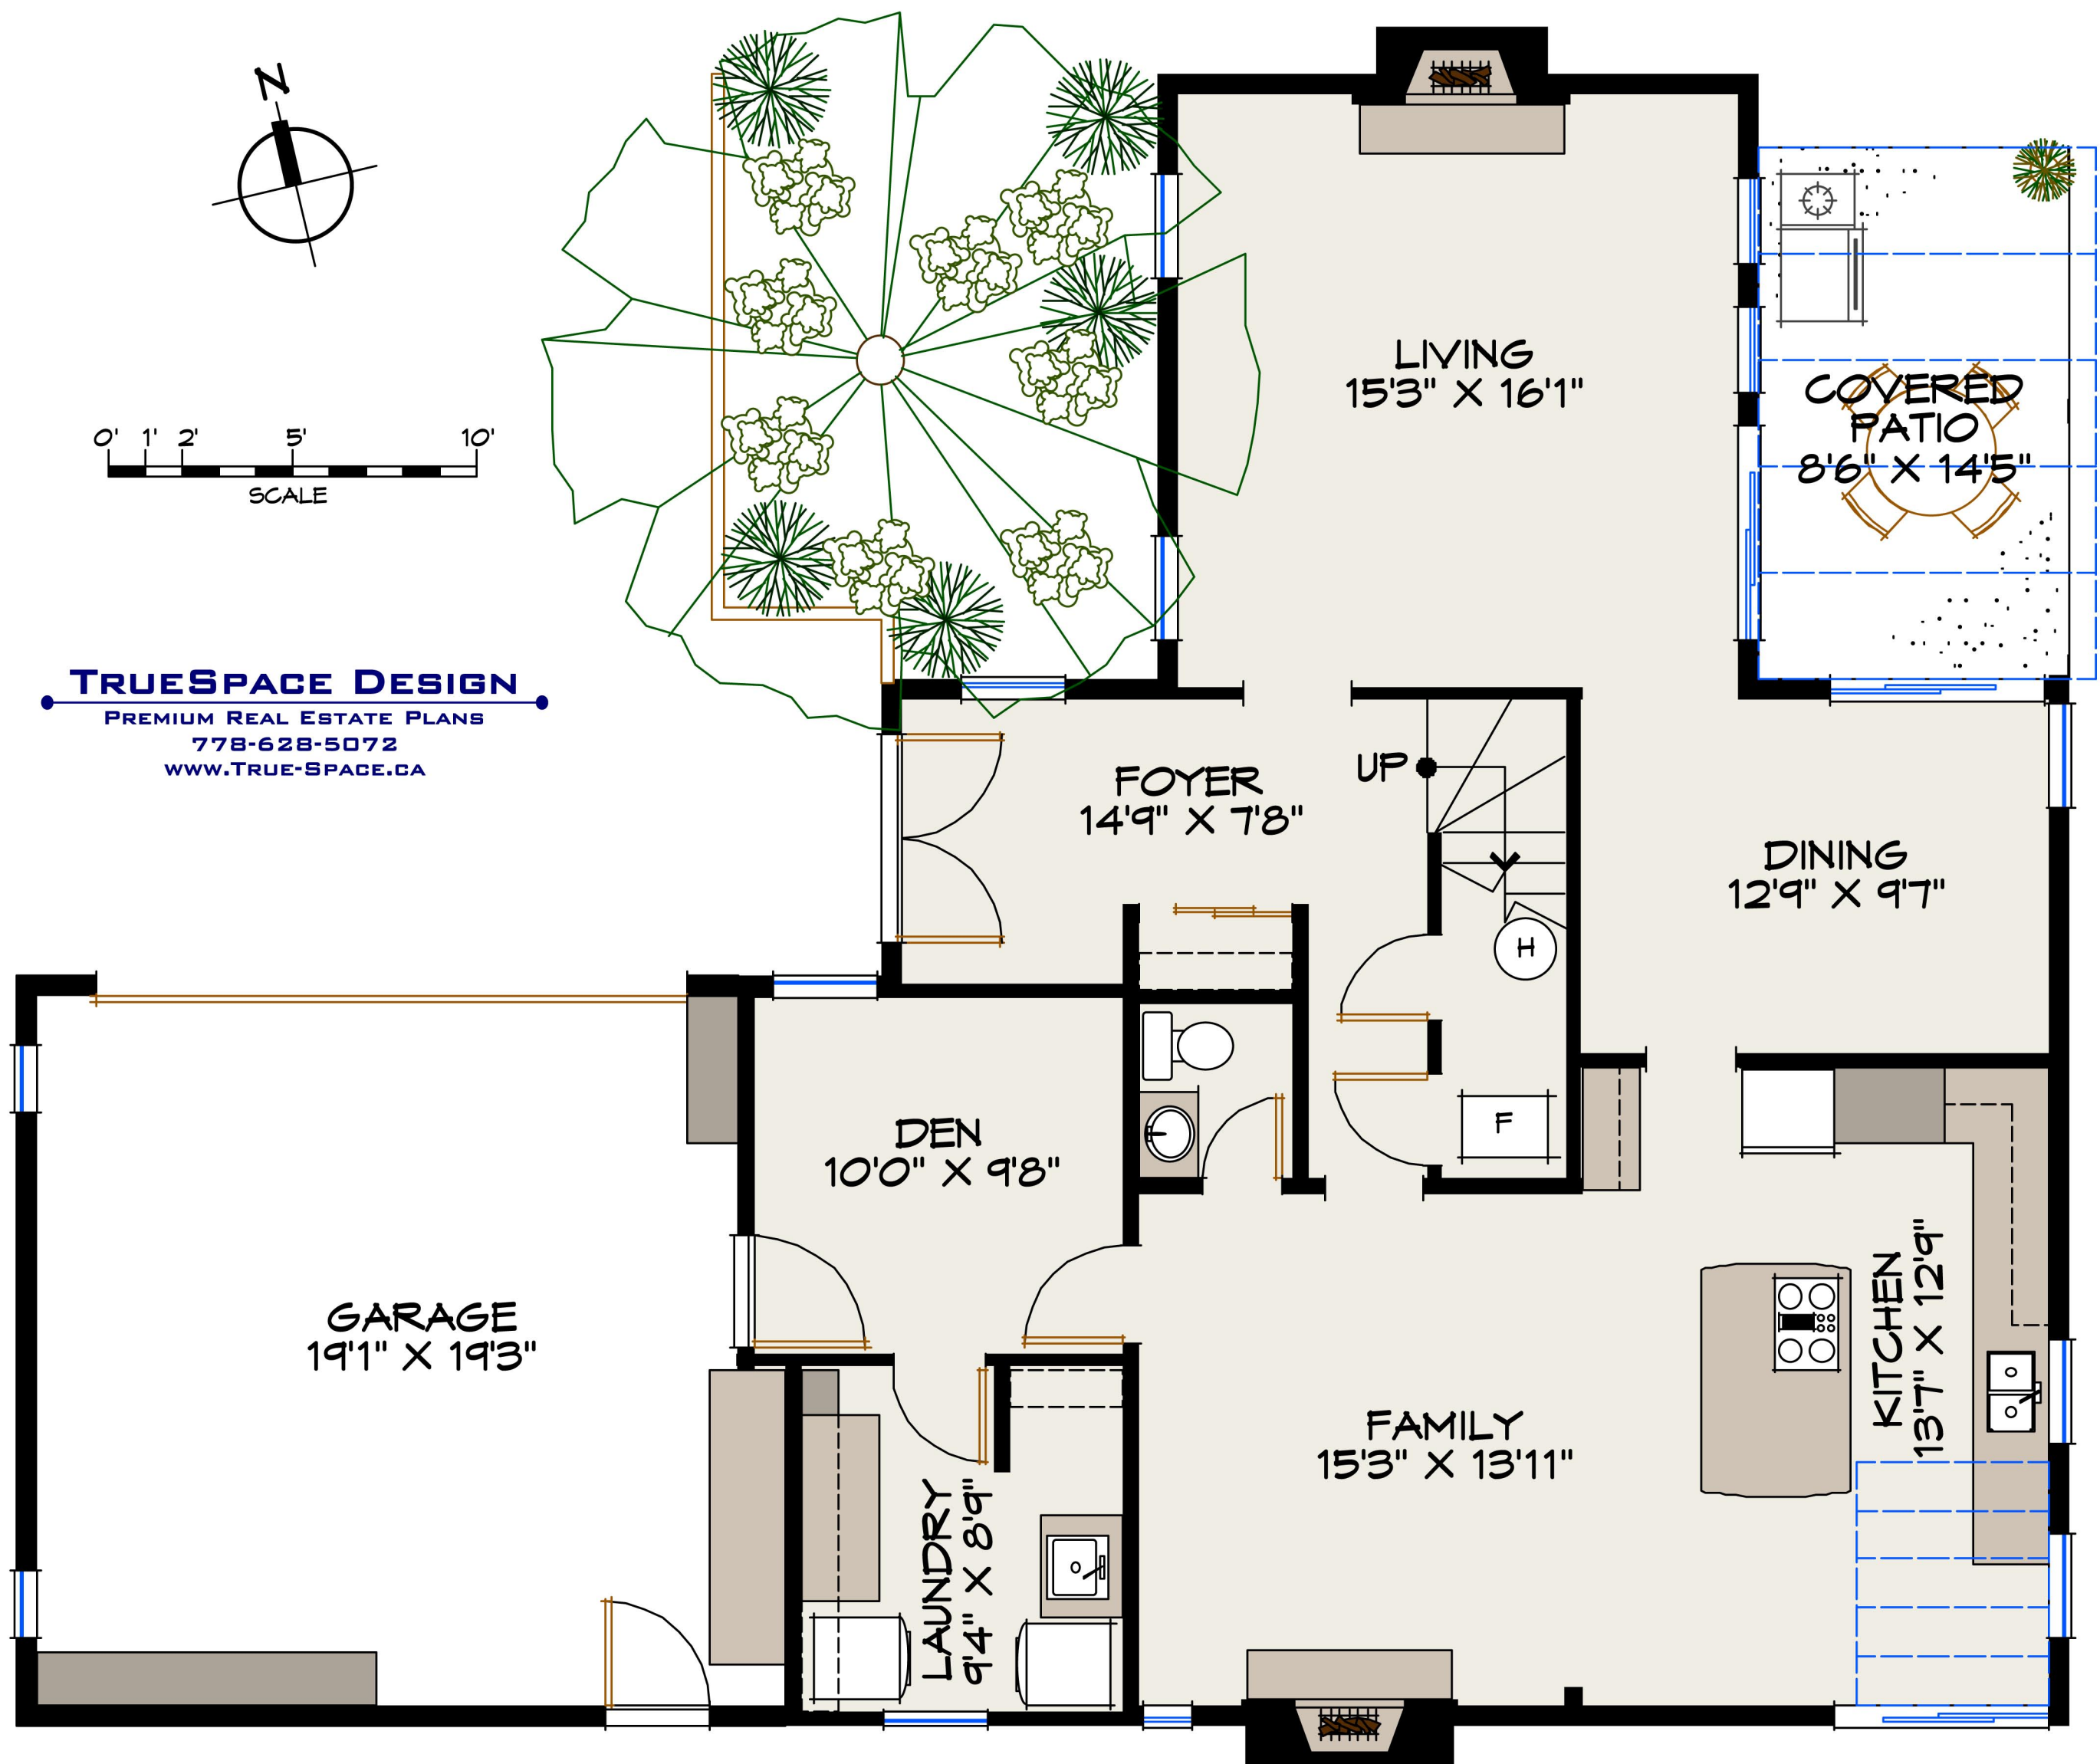 N
0' 1' 2' 5' 10'
SCALE
TRUESPACE DESIGN
PREMIUM REAL ESTATE PLANS
778-628-5072
WWW.TRUE-SPACE.CA
LIVING
15'3" X 16'1"
COVERED
PATIO
8'6" X 14'5"
FOYER
14'9" X 7'8"
UP
DINING
12'9" X 9'7"
H
F
DEN
10'0" X 9'8"
GARAGE
19'1" X 19'3"
KITCHEN
13'7" X 12'9"
FAMILY
15'3" X 13'11"
LAUNDRY
9'4" X 8'9"